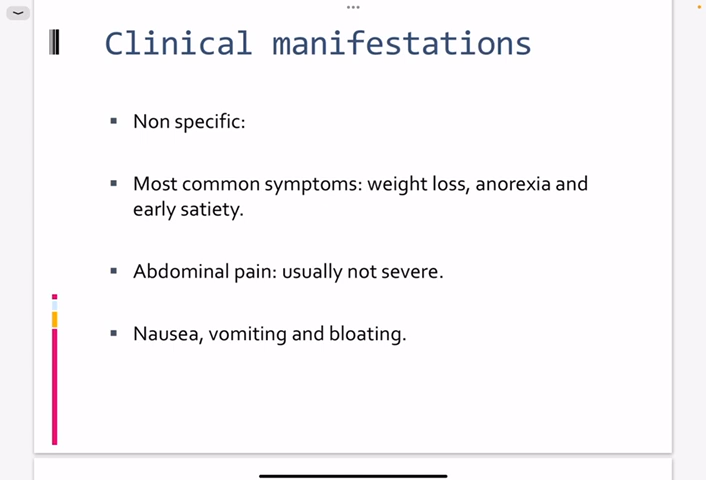 Clinical manifestations
Non specific:
Most common symptoms: weight loss, anorexia and
early satiety.
Abdominal pain: usually not severe.
Nausea, vomiting and bloating.